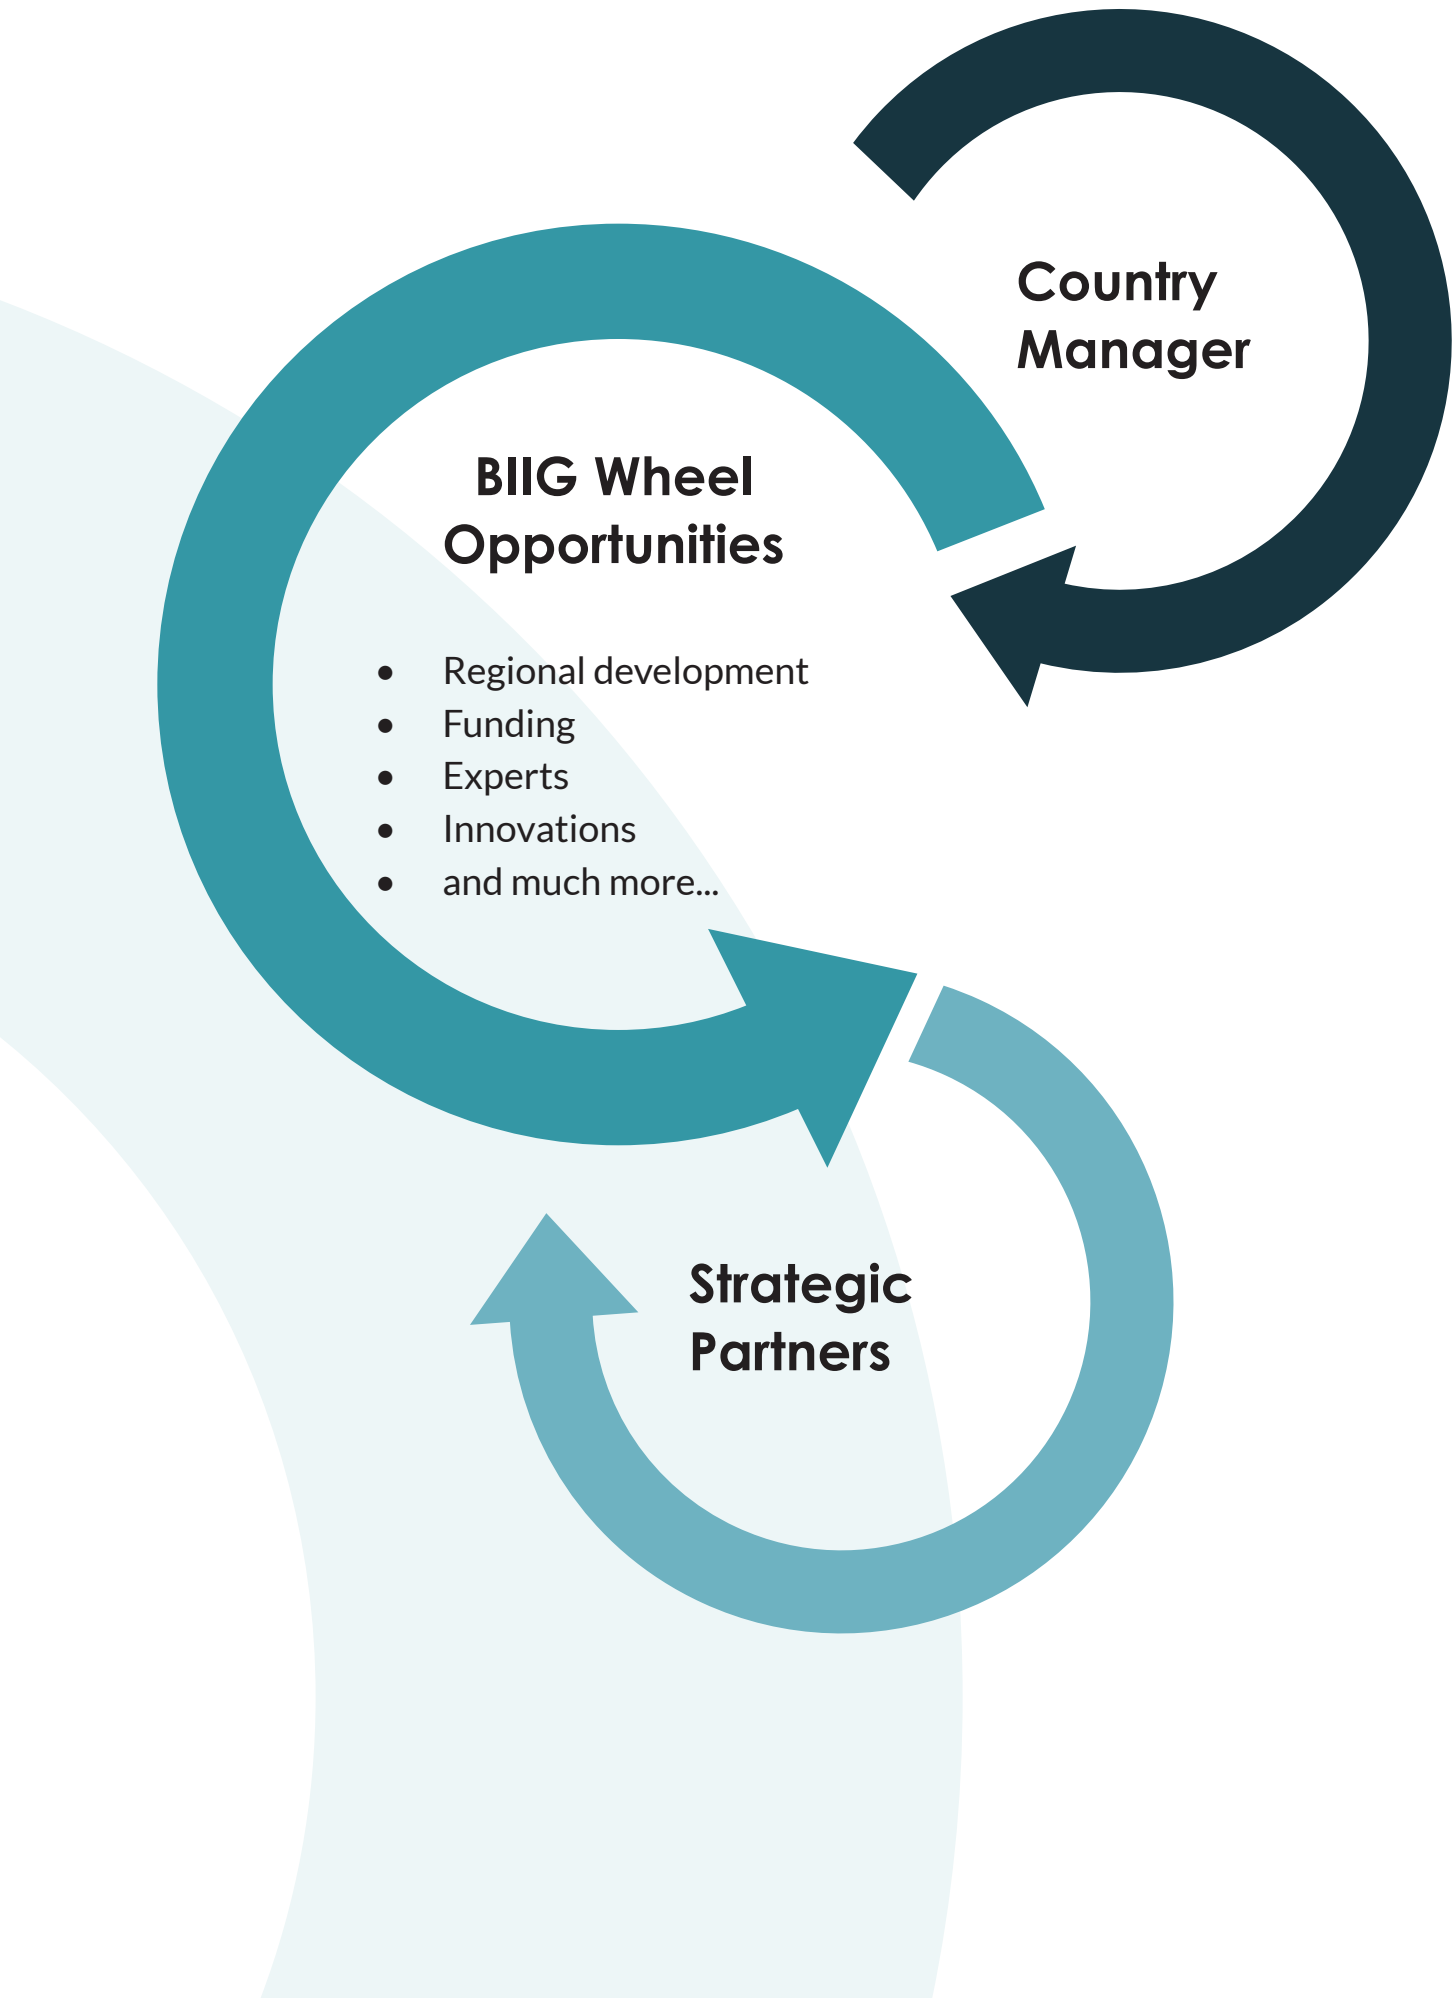 Country
Manager
BIIG Wheel
Opportunities
• Regional development
• Funding
• Experts
• Innovations
• and much more...
Strategic
Partners